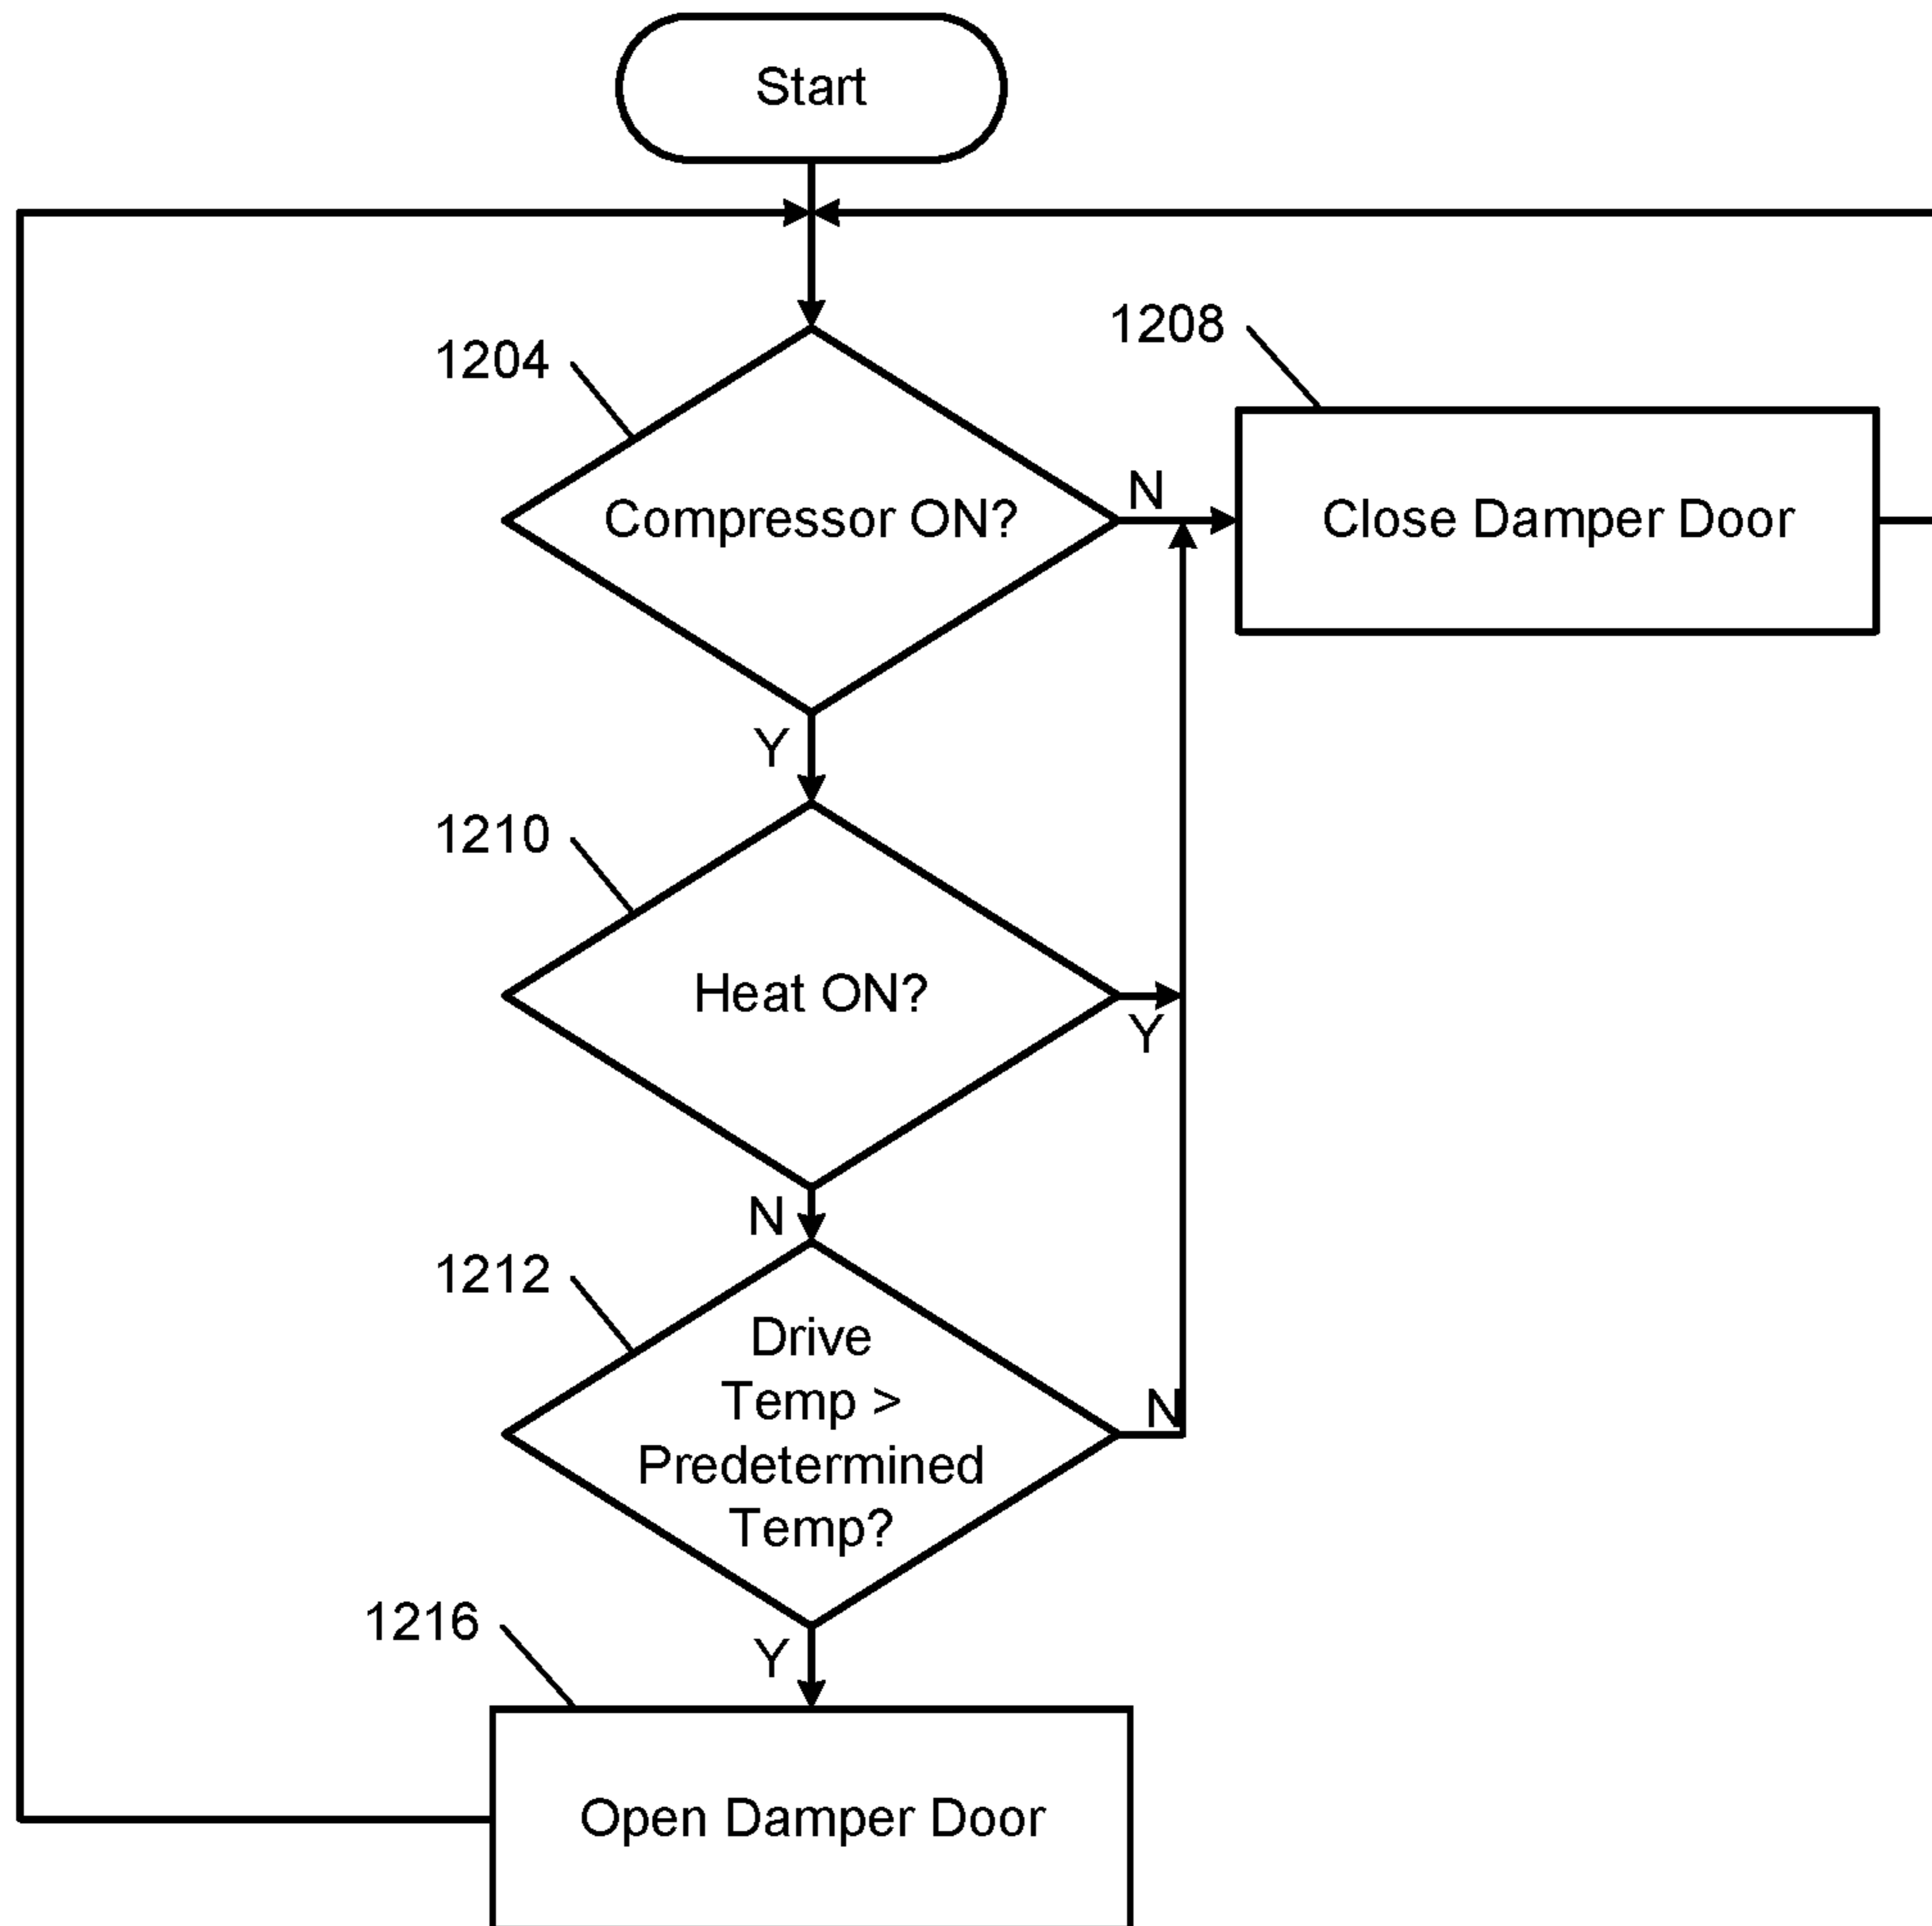 Start
1204
1208
Compressor ON?
N
Close Damper Door
Y
1210
Heat ON?
Y
N
1212
Drive
Temp >
Predetermined
Temp?
N
1216
Y
Open Damper Door